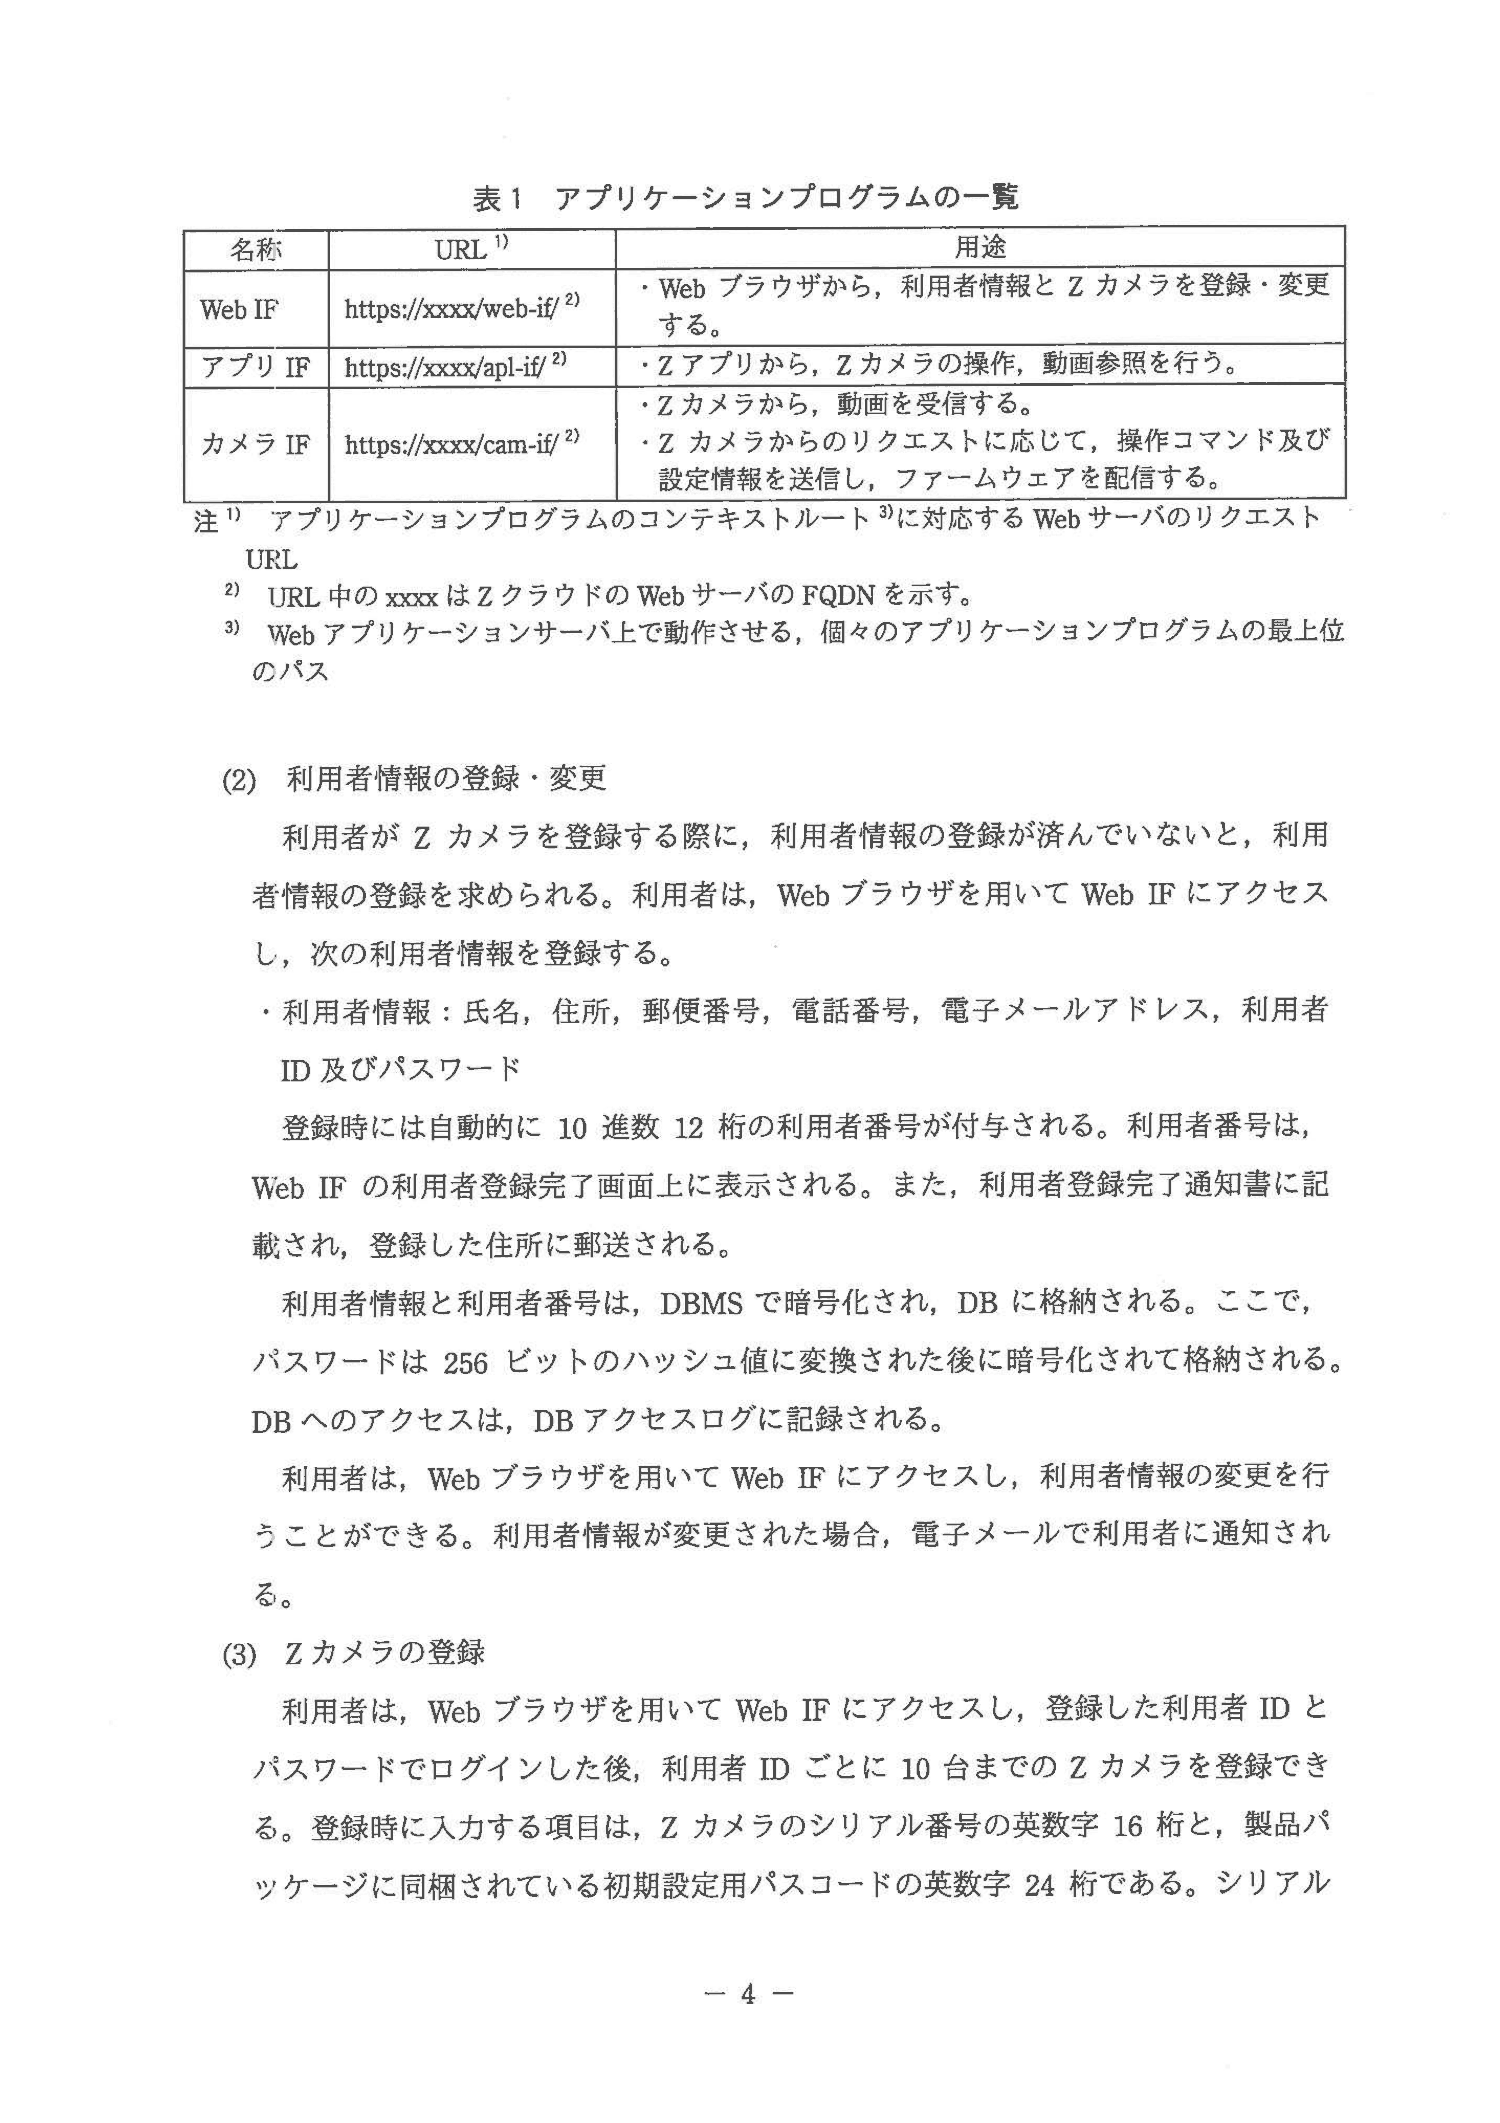 表1 アプリケーションプログラムの一覧
名称 URL 1) 用途
Web IF https://xxxx/web-if/ 2) ・Web ブラウザから，利用者情報と Z カメラを登録・変更
する。
アプリ IF https://xxxx/apl-if/ 2) ・Z アプリから，Z カメラの操作，動画参照を行う。
カメラ IF https://xxxx/cam-if/ 2) ・Z カメラから，動画を受信する。
・Z カメラからのリクエストに応じて，操作コマンド及び
設定情報を送信し，ファームウェアを配信する。
注 1) アプリケーションプログラムのコンテキストルート 3)に対応する Web サーバのリクエスト
URL
2) URL 中の xxxx は Z クラウドの Web サーバの FQDN を示す。
3) Web アプリケーションサーバ上で動作させる，個々のアプリケーションプログラムの最上位
のパス
(2) 利用者情報の登録・変更
利用者が Z カメラを登録する際に，利用者情報の登録が済んでいないと，利用
者情報の登録を求められる。利用者は，Web ブラウザを用いて Web IF にアクセス
し，次の利用者情報を登録する。
・利用者情報：氏名，住所，郵便番号，電話番号，電子メールアドレス，利用者
ID 及びパスワード
登録時には自動的に 10 進数 12 桁の利用者番号が付与される。利用者番号は，
Web IF の利用者登録完了画面上に表示される。また，利用者登録完了通知書に記
載され，登録した住所に郵送される。
利用者情報と利用者番号は，DBMS で暗号化され，DB に格納される。ここで，
パスワードは 256 ビットのハッシュ値に変換された後に暗号化されて格納される。
DB へのアクセスは，DB アクセスログに記録される。
利用者は，Web ブラウザを用いて Web IF にアクセスし，利用者情報の変更を行
うことができる。利用者情報が変更された場合，電子メールで利用者に通知され
る。
(3) Z カメラの登録
利用者は，Web ブラウザを用いて Web IF にアクセスし，登録した利用者 ID と
パスワードでログインした後，利用者 ID ごとに 10 台までの Z カメラを登録でき
る。登録時に入力する項目は，Z カメラのシリアル番号の英数字 16 桁と，製品パ
ッケージに同梱されている初期設定用パスコードの英数字 24 桁である。シリアル
－ 4 －